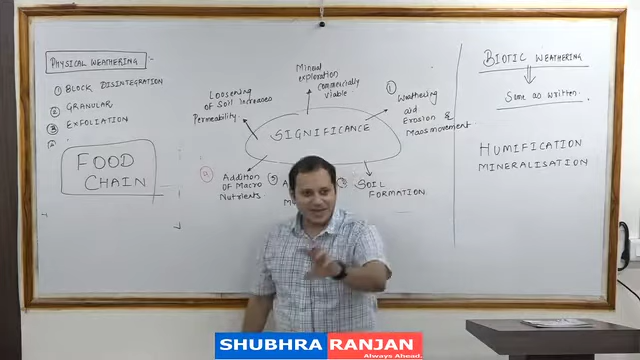 PHYSICAL WEATHERING :-
① BLOCK DISINTEGRATION
② GRANULAR
③ EXFOLIATION
FOOD
CHAIN
Mineral
exploration
commercially
viable.
Loosening
of Soil increases
Permeability
SIGNIFICANCE
①
Weathering
aid
Erosion &
Massmovement
Addition
Of Macro
Nutrients
⑤
SOIL
FORMATION
BIOTIC WEATHERING
Same as written.
HUMIFICATION
MINERALISATION
SHUBHRA RANJAN
Always Ahead.